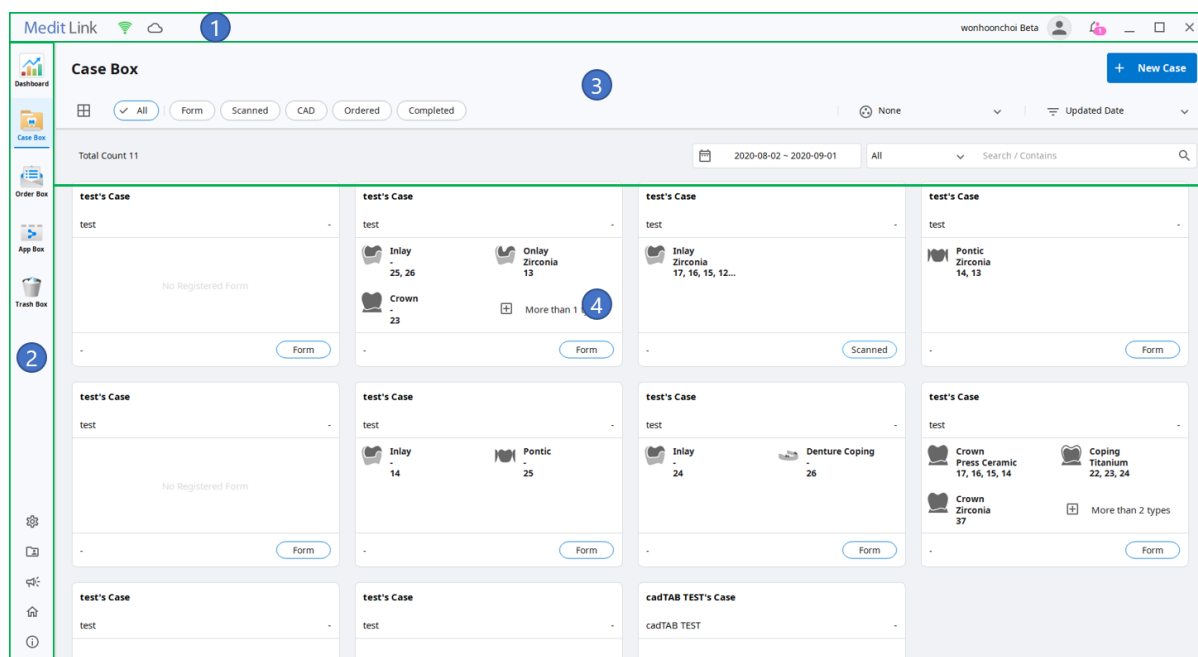 Medit Link
1
wonhoonchoi Beta
1
Dashboard
Case Box
Order Box
App Box
Trash Box
2
Case Box
3
+ New Case
All
Form
Scanned
CAD
Ordered
Completed
None
Updated Date
Total Count 11
2020-08-02 ~ 2020-09-01
All
Search / Contains
test's Case
test
-
No Registered Form
-
Form
test's Case
test
-
Inlay
-
25, 26
Onlay
Zirconia
13
Crown
-
23
More than 1
4
-
Form
test's Case
test
-
Inlay
Zirconia
17, 16, 15, 12...
-
Scanned
test's Case
test
-
Pontic
Zirconia
14, 13
-
Form
test's Case
test
-
No Registered Form
-
Form
test's Case
test
-
Inlay
-
14
Pontic
-
25
-
Form
test's Case
test
-
Inlay
-
24
Denture Coping
-
26
-
Form
test's Case
test
-
Crown
Press Ceramic
17, 16, 15, 14
Coping
Titanium
22, 23, 24
Crown
Zirconia
37
More than 2 types
-
Form
test's Case
test
-
test's Case
test
-
cadTAB TEST's Case
cadTAB TEST
-